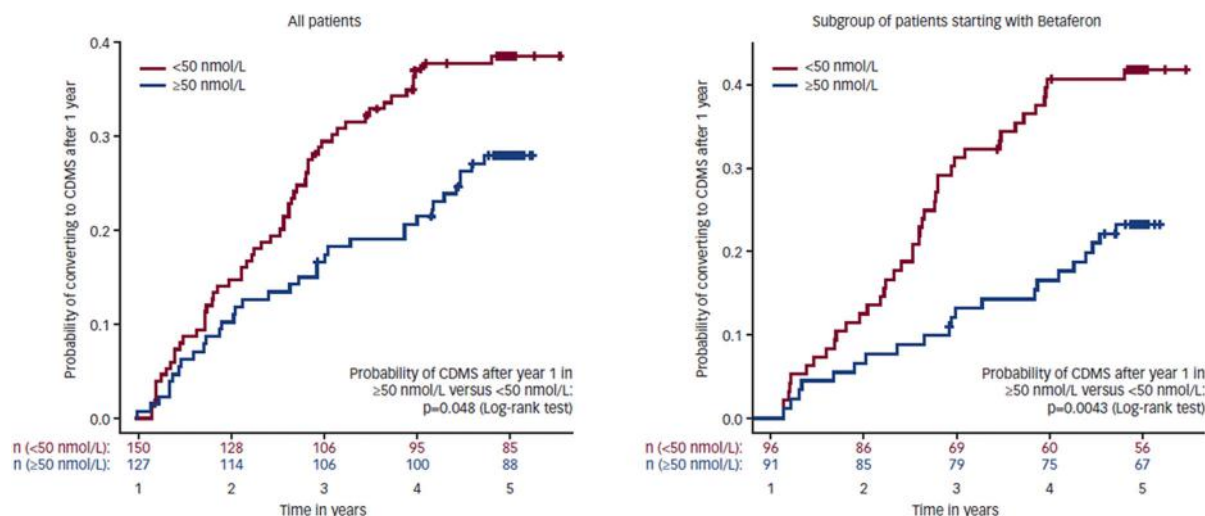 All patients
0.4
0.3
0.2
0.1
0.0
Probability of converting to CDMS after 1 year
<50 nmol/L
≥50 nmol/L
Probability of CDMS after year 1 in
≥50 nmol/L versus <50 nmol/L:
p=0.048 (Log-rank test)
n (<50 nmol/L): 150 128 106 95 85
n (≥50 nmol/L): 127 114 106 100 88
1 2 3 4 5
Time in years
Subgroup of patients starting with Betaferon
0.4
0.3
0.2
0.1
0.0
Probability of converting to CDMS after 1 year
<50 nmol/L
≥50 nmol/L
Probability of CDMS after year 1 in
≥50 nmol/L versus <50 nmol/L:
p=0.0043 (Log-rank test)
n (<50 nmol/L): 96 86 69 60 56
n (≥50 nmol/L): 91 85 79 75 67
1 2 3 4 5
Time in years